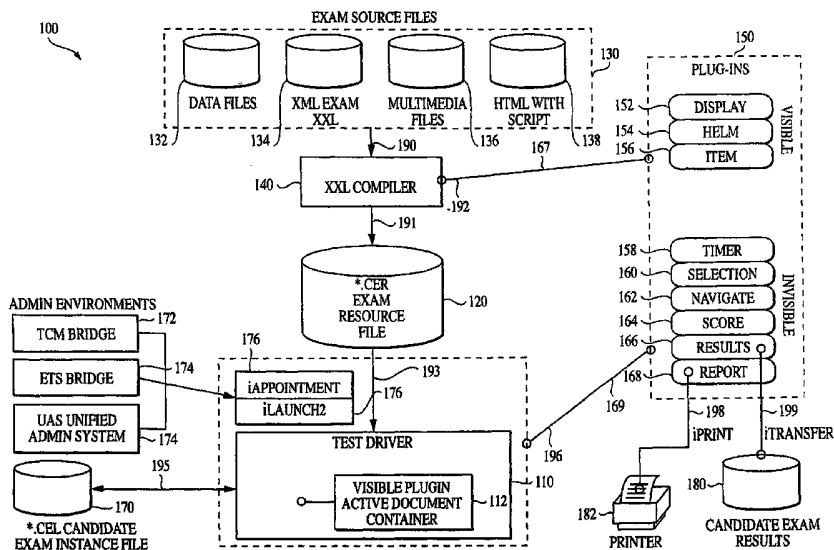 EXAM SOURCE FILES
100
130
DATA FILES
XML EXAM
XXL
MULTIMEDIA
FILES
HTML WITH
SCRIPT
132
134
136
138
190
140
XXL COMPILER
167
192
191
*.CER
EXAM
RESOURCE
FILE
120
150
PLUG-INS
152
DISPLAY
154
HELM
156
ITEM
VISIBLE
158
TIMER
160
SELECTION
162
NAVIGATE
164
SCORE
166
RESULTS
168
REPORT
INVISIBLE
ADMIN ENVIRONMENTS
172
TCM BRIDGE
174
ETS BRIDGE
UAS UNIFIED
ADMIN SYSTEM
174
176
iAPPOINTMENT
iLAUNCH2
176
193
169
196
198
199
iPRINT
iTRANSFER
TEST DRIVER
110
VISIBLE PLUGIN
ACTIVE DOCUMENT
CONTAINER
112
195
170
*.CEL CANDIDATE
EXAM INSTANCE FILE
182
PRINTER
180
CANDIDATE EXAM
RESULTS